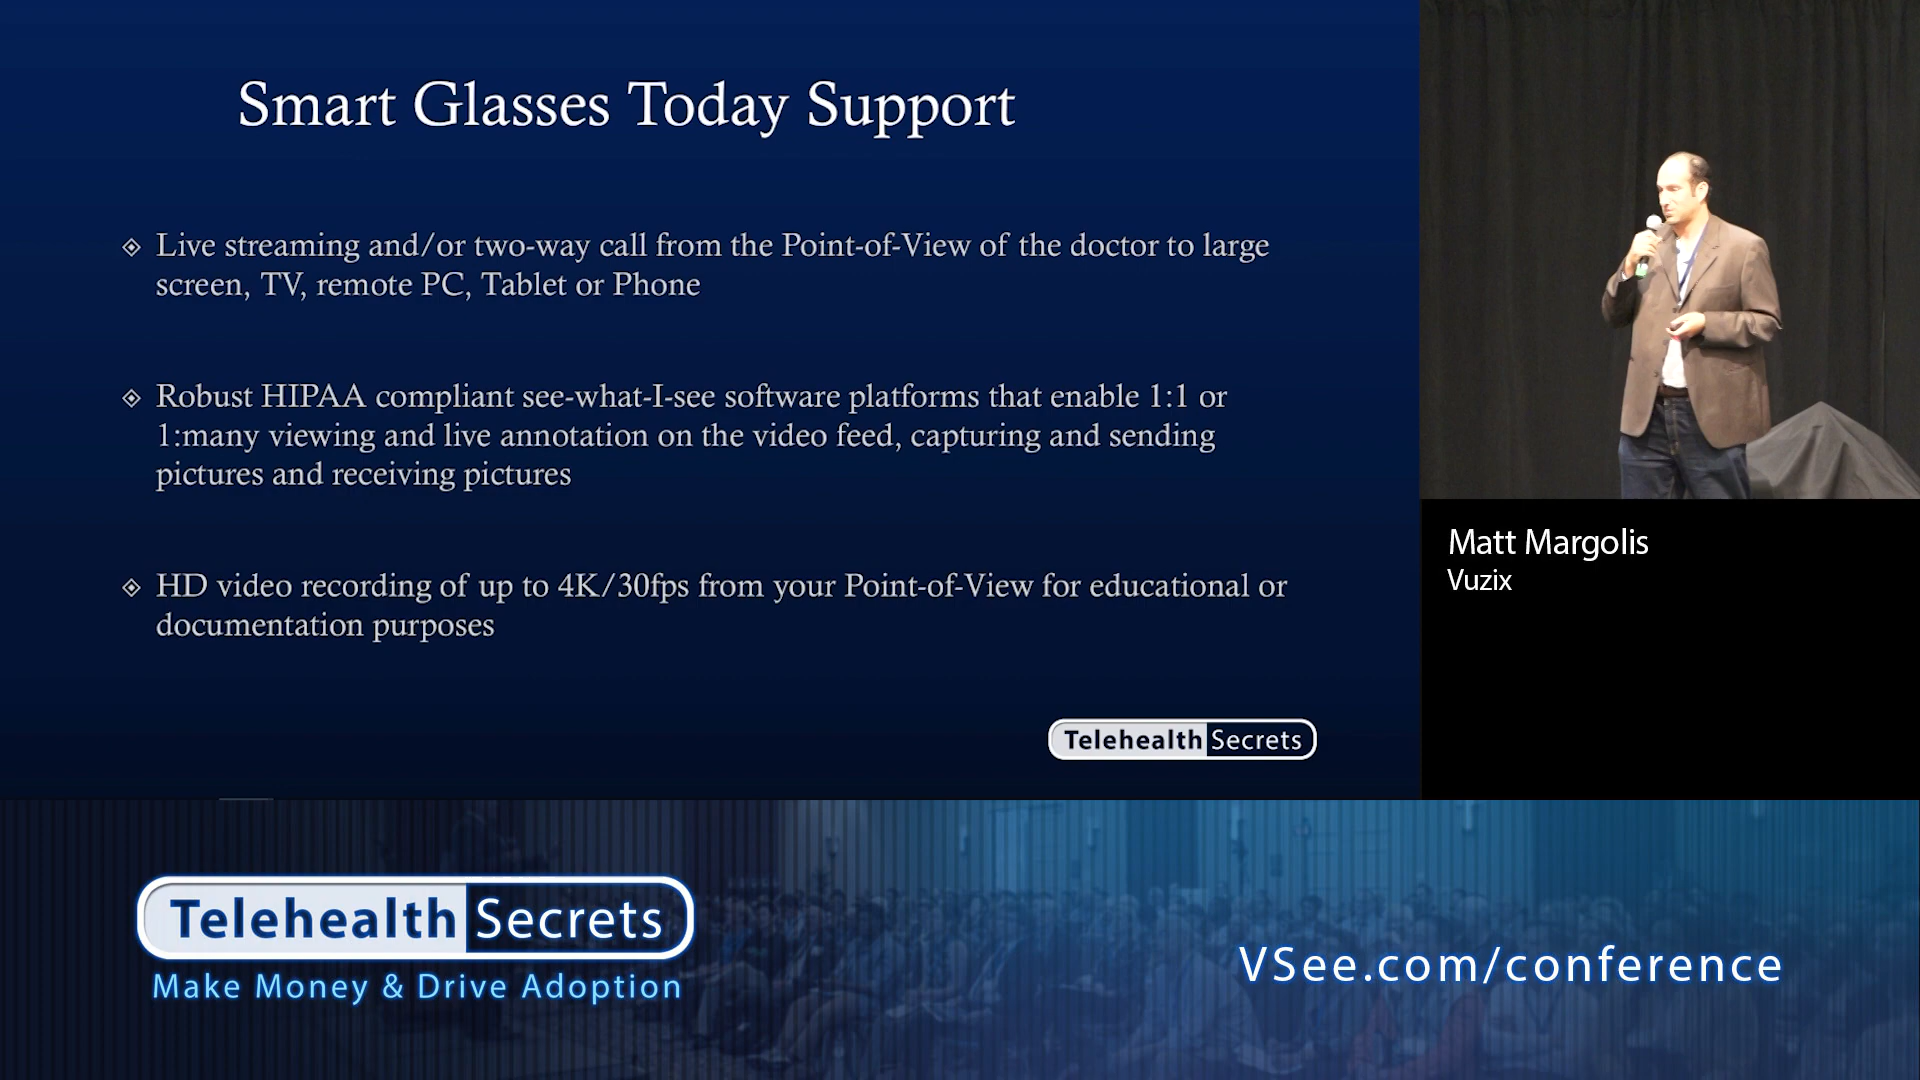 Smart Glasses Today Support
Live streaming and/or two-way call from the Point-of-View of the doctor to large
screen, TV, remote PC, Tablet or Phone
Robust HIPAA compliant see-what-I-see software platforms that enable 1:1 or
1:many viewing and live annotation on the video feed, capturing and sending
pictures and receiving pictures
HD video recording of up to 4K/30fps from your Point-of-View for educational or
documentation purposes
Telehealth Secrets
Matt Margolis
Vuzix
Telehealth Secrets
Make Money & Drive Adoption
VSee.com/conference